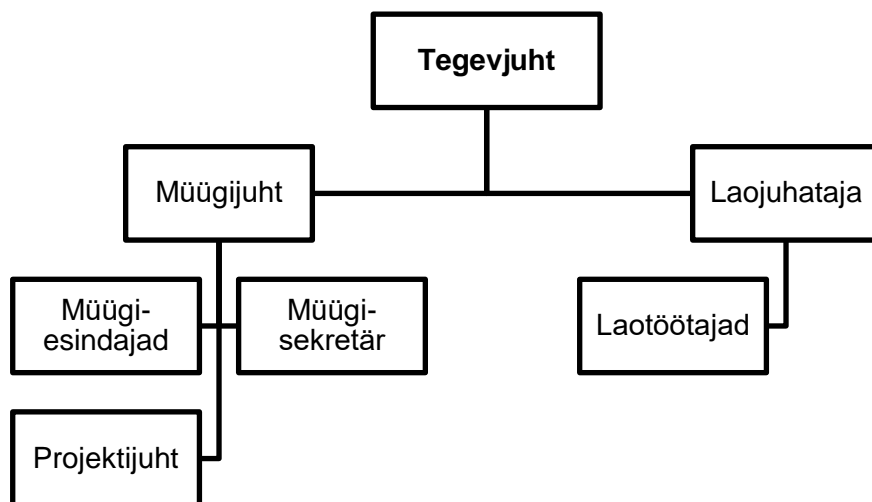 Tegevjuht
Müügijuht
Laojuhataja
Müügi-
esindajad
Müügi-
sekretär
Laotöötajad
Projektijuht